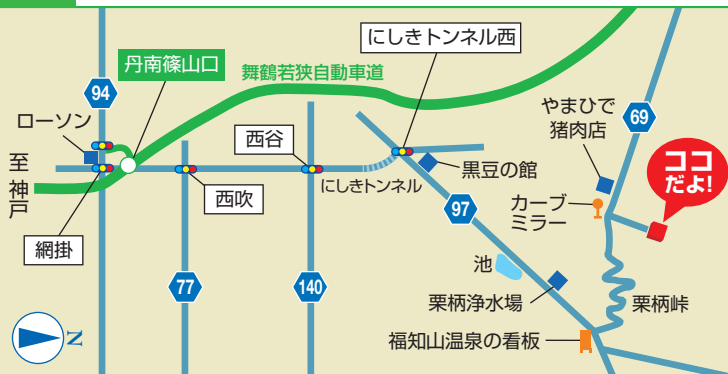 にしきトンネル西
丹南篠山口
舞鶴若狭自動車道
94
ローソン
やまひで
猪肉店
69
西谷
至 神戸
にしきトンネル
黒豆の館
ココ
だよ!
西吹
カーブ
ミラー
97
網掛
池
77
140
栗柄浄水場
栗柄峠
N
福知山温泉の看板